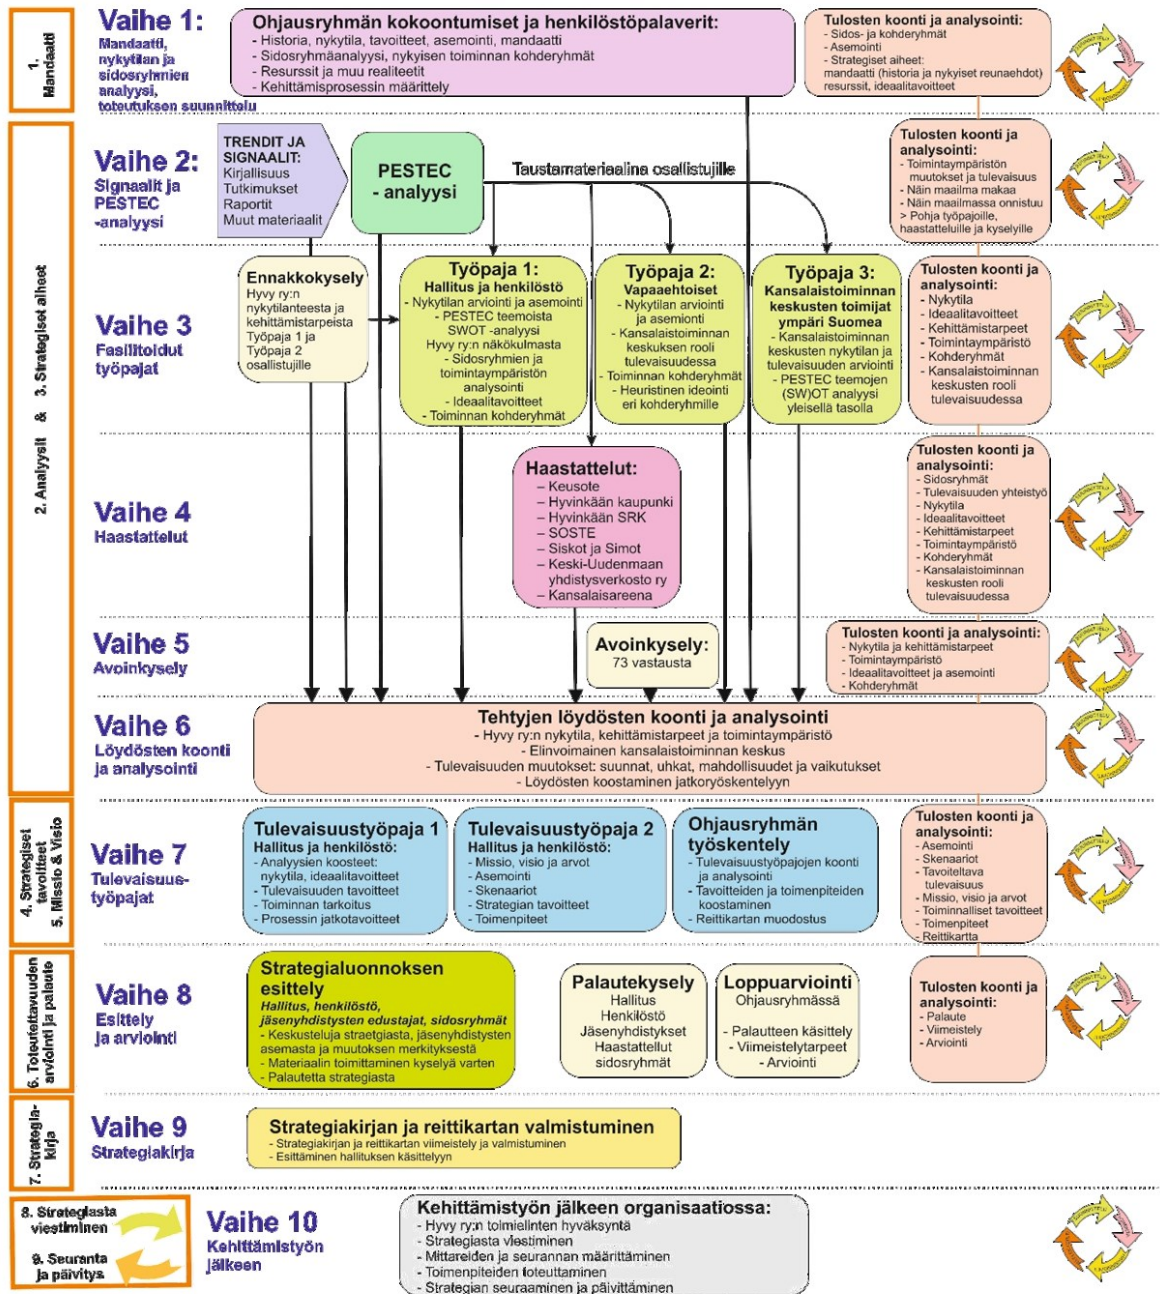 1.
Mandaatti
Vaihe 1:
Mandaatti,
nykytilan ja
sidosryhmien
analyysi,
toteutuksen suunnittelu
Ohjausryhmän kokoontumiset ja henkilöstöpalaverit:
- Historia, nykytila, tavoitteet, asemointi, mandaatti
- Sidosryhmäanalyysi, nykyisen toiminnan kohderyhmät
- Resurssit ja muu realiteetit
- Kehittämisprosessin määrittely
Tulosten koonti ja analysointi:
- Sidos- ja kohderyhmät
- Asemointi
- Strategiset aiheet:
mandaatti (historia ja nykyiset reunaehdot)
resurssit, ideaalitavoitteet
2. Analyysit & 3. Strategiset aiheet
Vaihe 2:
Signaalit ja
PESTEC
-analyysi
TRENDIT JA
SIGNAALIT:
Kirjallisuus
Tutkimukset
Raportit
Muut materiaalit
PESTEC
- analyysi
Taustamateriaalina osallistujille
Tulosten koonti ja
analysointi:
- Toimintaympäristön
muutokset ja tulevaisuus
- Näin maailma makaa
- Näin maailmassa onnistuu
> Pohja työpajoille,
haastatteluille ja kyselyille
Vaihe 3
Fasilitoidut
työpajat
Ennakkokysely
Hyvy ry:n
nykytilanteesta ja
kehittämistarpeista
Työpaja 1 ja
Työpaja 2
osallistujille
Työpaja 1:
Hallitus ja henkilöstö
- Nykytilan arviointi ja asemointi
- PESTEC teemoista
SWOT -analyysi
Hyvy ry:n näkökulmasta
- Sidosryhmien ja
toimintaympäristön
analysointi
- Ideaalitavoitteet
- Toiminnan kohderyhmät
Työpaja 2:
Vapaaehtoiset
- Nykytilan arviointi
ja asemionti
- Kansalaistoiminnan
keskuksen rooli
tulevaisuudessa
- Toiminnan kohderyhmät
- Heuristinen ideointi
eri kohderyhmille
Työpaja 3:
Kansalaistoiminnan
keskusten toimijat
ympäri Suomea
- Kansalaistoiminnan
keskusten nykytilan ja
tulevaisuuden arviointi
- PESTEC teemojen
(SW)OT analyysi
yleisellä tasolla
Tulosten koonti ja
analysointi:
- Nykytila
- Ideaalitavoitteet
- Kehittämistarpeet
- Toimintaympäristö
- Kohderyhmät
- Kansalaistoiminnan
keskusten rooli
tulevaisuudessa
Vaihe 4
Haastattelut
Haastattelut:
– Keusote
– Hyvinkään kaupunki
– Hyvinkään SRK
– SOSTE
– Siskot ja Simot
– Keski-Uudenmaan
yhdistysverkosto ry
– Kansalaisareena
Tulosten koonti ja
analysointi:
- Sidosryhmät
- Tulevaisuuden yhteistyö
- Nykytila
- Ideaalitavoitteet
- Kehittämistarpeet
- Toimintaympäristö
- Kohderyhmät
- Kansalaistoiminnan
keskusten rooli
tulevaisuudessa
Vaihe 5
Avoinkysely
Avoinkysely:
73 vastausta
Tulosten koonti ja analysointi:
- Nykytila ja kehittämistarpeet
- Toimintaympäristö
- Ideaalitavoitteet ja asemointi
- Kohderyhmät
Vaihe 6
Löydösten koonti
ja analysointi
Tehtyjen löydösten koonti ja analysointi
- Hyvy ry:n nykytila, kehittämistarpeet ja toimintaympäristö
- Elinvoimainen kansalaistoiminnan keskus
- Tulevaisuuden muutokset: suunnat, uhkat, mahdollisuudet ja vaikutukset
- Löydösten koostaminen jatkoryöskentelyyn
4. Strategiset
tavoitteet
5. Missio & Visio
Vaihe 7
Tulevaisuus-
työpajat
Tulevaisuustyöpaja 1
Hallitus ja henkilöstö:
- Analyysien koosteet:
nykytila, ideaalitavoitteet
- Tulevaisuuden tavoitteet
- Toiminnan tarkoitus
- Prosessin jatkotavoitteet
Tulevaisuustyöpaja 2
Hallitus ja henkilöstö:
- Missio, visio ja arvot
- Asemointi
- Skenaariot
- Strategian tavoitteet
- Toimenpiteet
Ohjausryhmän
työskentely
- Tulevaisuustyöpajojen koonti
ja analysointi
- Tavoitteiden ja toimenpiteiden
koostaminen
- Reittikartan muodostus
Tulosten koonti ja
analysointi:
- Asemointi
- Skenaariot
- Tavoiteltava
tulevaisuus
- Missio, visio ja arvot
- Toiminnalliset tavoitteet
- Toimenpiteet
- Reittikartta
6. Toteutettavuuden
arviointi ja palaute
Vaihe 8
Esittely
ja arviointi
Strategialuonnoksen
esittely
Hallitus, henkilöstö,
jäsenyhdistysten edustajat, sidosryhmät
- Keskusteluja straetgiasta, jäsenyhdistysten
asemasta ja muutoksen merkityksestä
- Materiaalin toimittaminen kyselyä varten
- Palautetta strategiasta
Palautekysely
Hallitus
Henkilöstö
Jäsenyhdistykset
Haastattellut
sidosryhmät
Loppuarviointi
Ohjausryhmässä
- Palautteen käsittely
- Viimeistelytarpeet
- Arviointi
Tulosten koonti ja
analysointi:
- Palaute
- Viimeistely
- Arviointi
7. Strategia-
kirja
Vaihe 9
Strategiakirja
Strategiakirjan ja reittikartan valmistuminen
- Strategiakirjan ja reittikartan viimeistely ja valmistuminen
- Esittäminen hallituksen käsittelyyn
8. Strategiasta
viestiminen
9. Seuranta
ja päivitys
Vaihe 10
Kehittämistyön
jälkeen
Kehittämistyön jälkeen organisaatiossa:
- Hyvy ry:n toimielinten hyväksyntä
- Strategiasta viestiminen
- Mittareiden ja seurannan määrittäminen
- Toimenpiteiden toteuttaminen
- Strategian seuraaminen ja päivittäminen